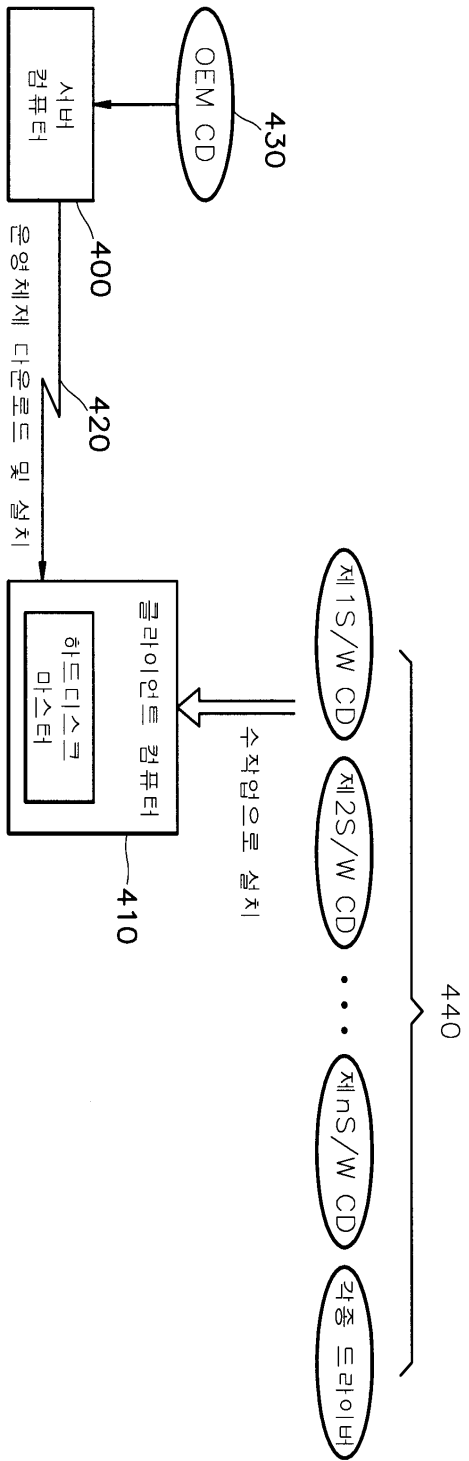 440
제1S/W CD
제2S/W CD
• • •
제nS/W CD
각종 드라이버
OEM CD
430
수작업으로 설치
서버
컴퓨터
400
420
운영체제 다운로드 및 설치
클라이언트 컴퓨터
하드디스크
마스터
410